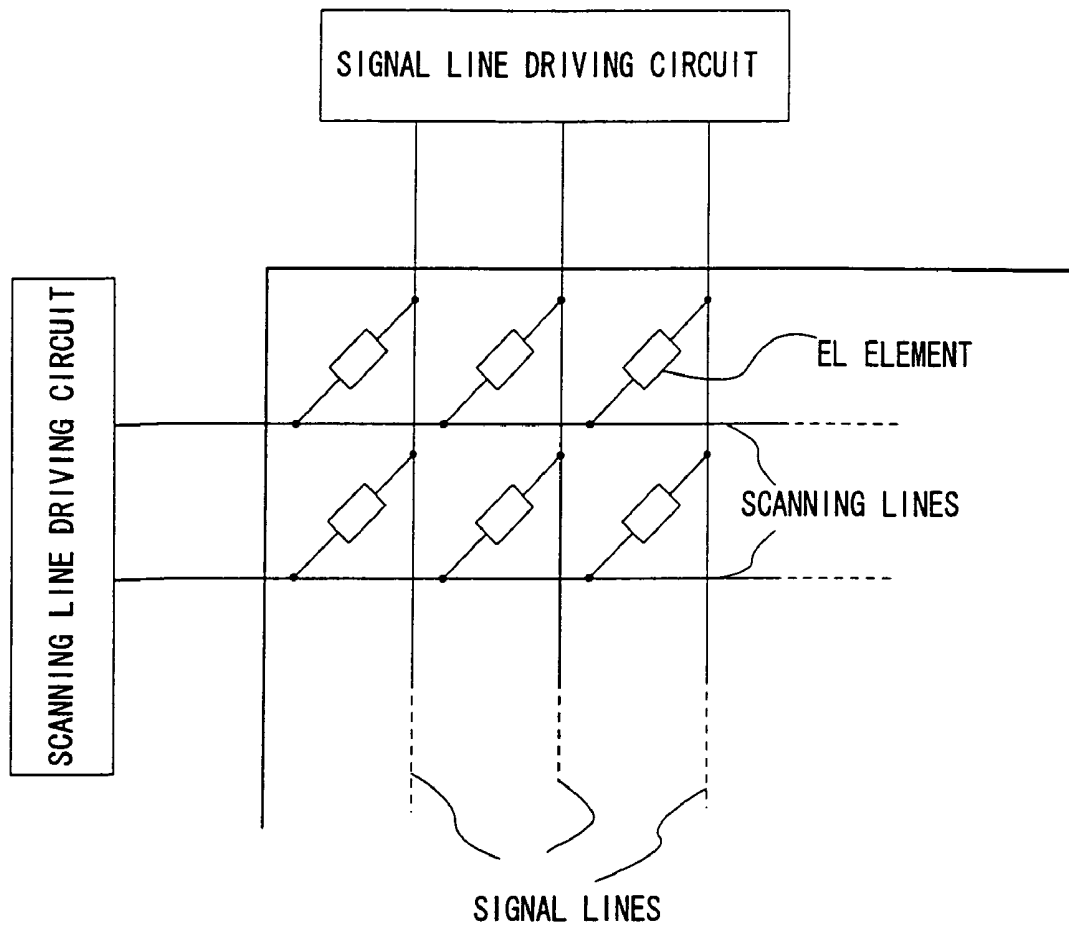 SIGNAL LINE DRIVING CIRCUIT
SCANNING LINE DRIVING CIRCUIT
EL ELEMENT
SCANNING LINES
SIGNAL LINES